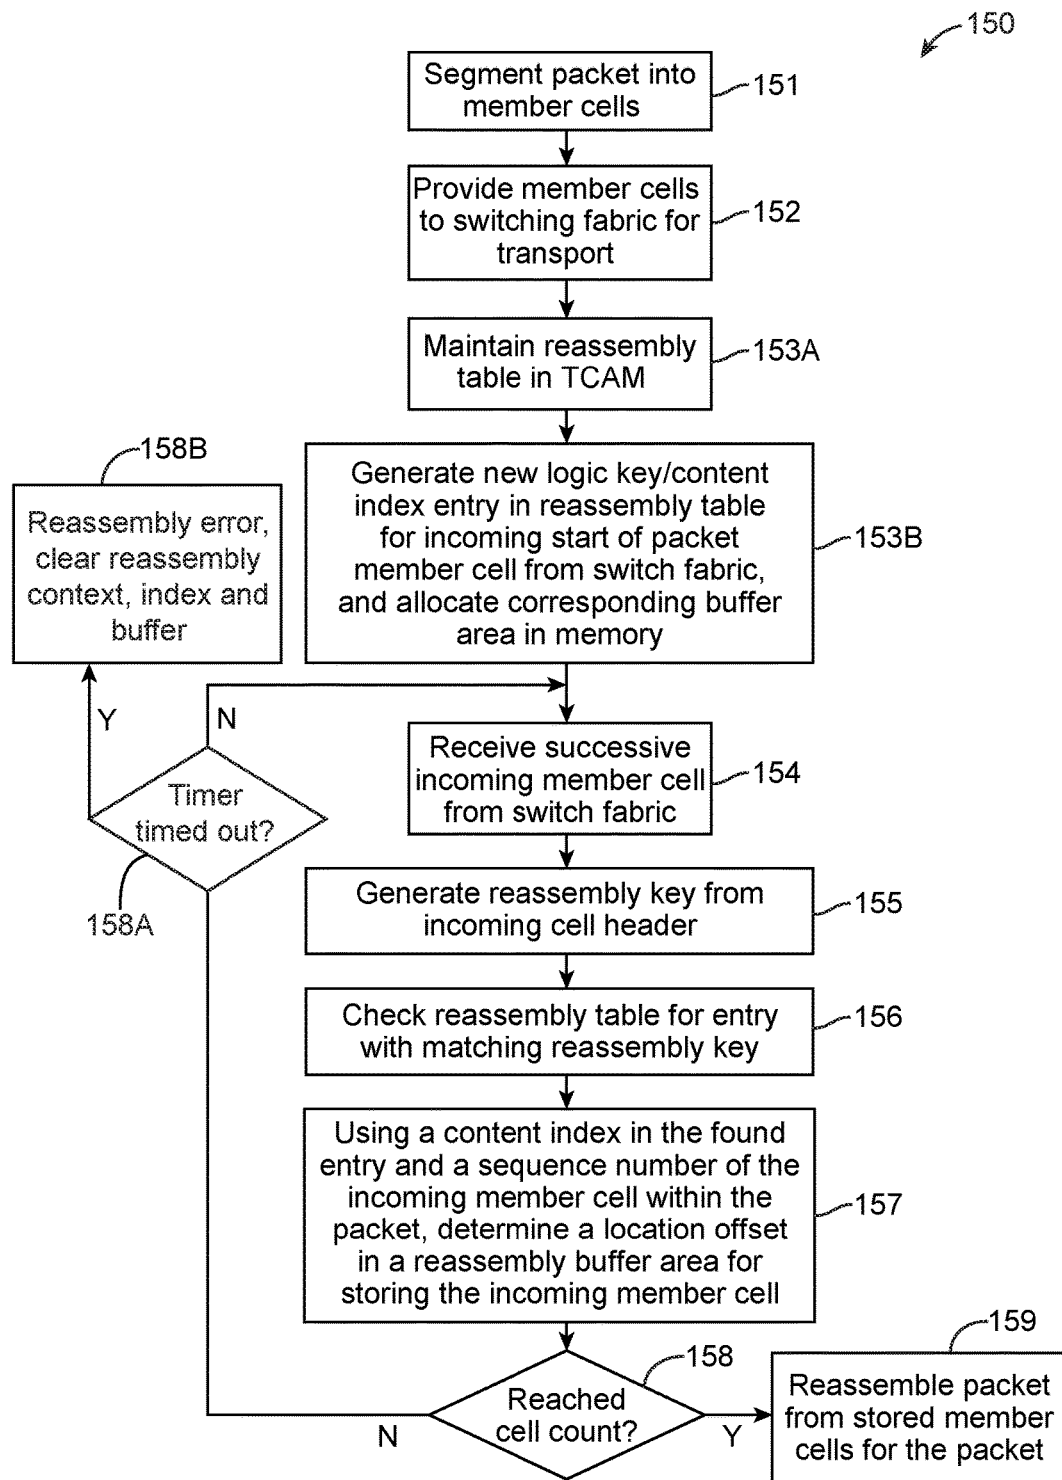 150
Segment packet into
member cells
151
Provide member cells
to switching fabric for
transport
152
Maintain reassembly
table in TCAM
153A
158B
Reassembly error,
clear reassembly
context, index and
buffer
Generate new logic key/content
index entry in reassembly table
for incoming start of packet
member cell from switch fabric,
and allocate corresponding buffer
area in memory
153B
Y
N
Receive successive
incoming member cell
from switch fabric
154
Timer
timed out?
158A
Generate reassembly key from
incoming cell header
155
Check reassembly table for entry
with matching reassembly key
156
Using a content index in the found
entry and a sequence number of the
incoming member cell within the
packet, determine a location offset
in a reassembly buffer area for
storing the incoming member cell
157
158
Reached
cell count?
N
Y
159
Reassemble packet
from stored member
cells for the packet